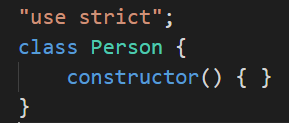 "use strict";
class Person {
    constructor() { }
}